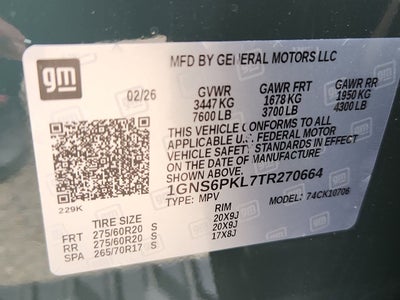 gm
MFD BY GENERAL MOTORS LLC
02/26
GVWR GAWR FRT GAWR RR
3447 KG 1678 KG 1950 KG
7600 LB 3700 LB 4300 LB
THIS VEHICLE CONFORMS TO ALL
APPLICABLE U.S. FEDERAL MOTOR
VEHICLE SAFETY STANDARDS IN EFFECT
ON THE DATE OF MANUFACTURE SHOWN ABOVE.
1GNS6PKL7TR270664
TYPE: MPV MODEL: 74CK10706
229K
TIRE SIZE RIM
FRT 275/60R20 S 20X9J
RR 275/60R20 S 20X9J
SPA 265/70R17 S 17X8J